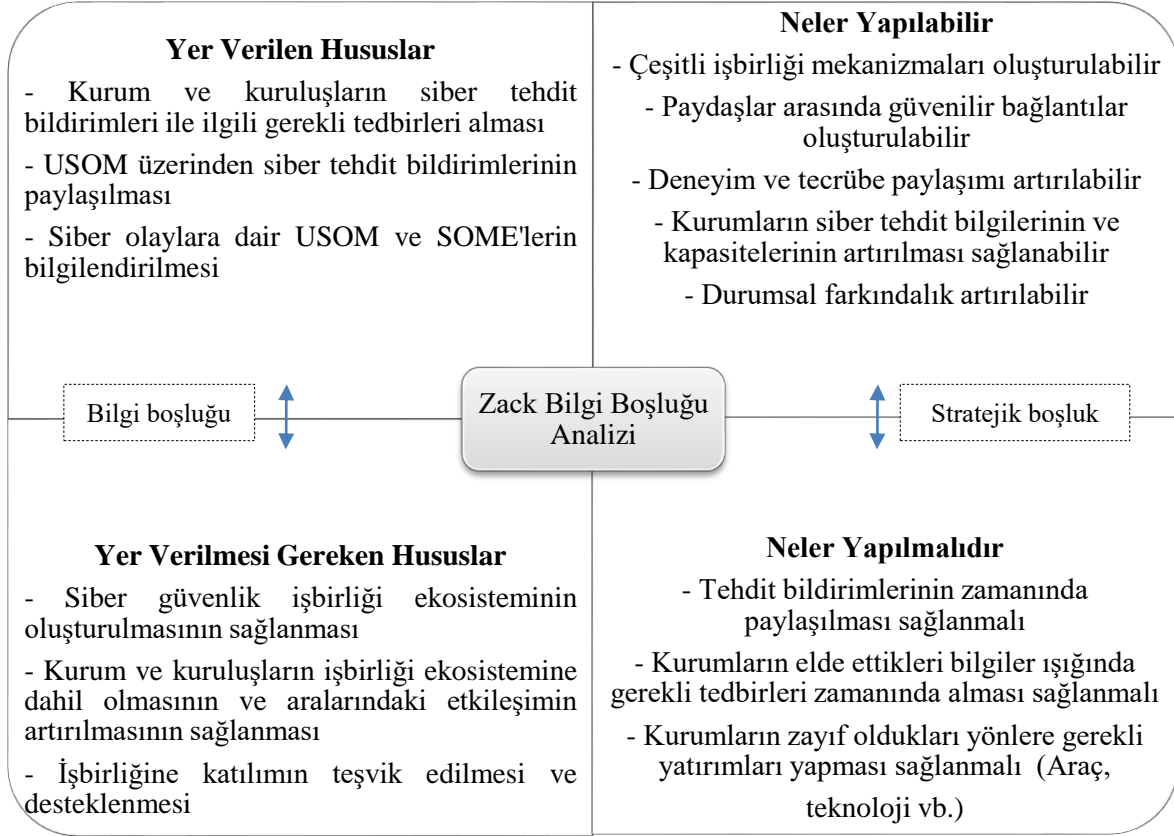 Yer Verilen Hususlar
- Kurum ve kuruluşların siber tehdit
bildirimleri ile ilgili gerekli tedbirleri alması
- USOM üzerinden siber tehdit bildirimlerinin
paylaşılması
- Siber olaylara dair USOM ve SOME'lerin
bilgilendirilmesi
Neler Yapılabilir
- Çeşitli işbirliği mekanizmaları oluşturulabilir
- Paydaşlar arasında güvenilir bağlantılar
oluşturulabilir
- Deneyim ve tecrübe paylaşımı artırılabilir
- Kurumların siber tehdit bilgilerinin ve
kapasitelerinin artırılması sağlanabilir
- Durumsal farkındalık artırılabilir
Bilgi boşluğu
Zack Bilgi Boşluğu
Analizi
Stratejik boşluk
Yer Verilmesi Gereken Hususlar
- Siber güvenlik işbirliği ekosisteminin
oluşturulmasının sağlanması
- Kurum ve kuruluşların işbirliği ekosistemine
dahil olmasının ve aralarındaki etkileşimin
artırılmasının sağlanması
- İşbirliğine katılımın teşvik edilmesi ve
desteklenmesi
Neler Yapılmalıdır
- Tehdit bildirimlerinin zamanında
paylaşılması sağlanmalı
- Kurumların elde ettikleri bilgiler ışığında
gerekli tedbirleri zamanında alması sağlanmalı
- Kurumların zayıf oldukları yönlere gerekli
yatırımları yapması sağlanmalı (Araç,
teknoloji vb.)